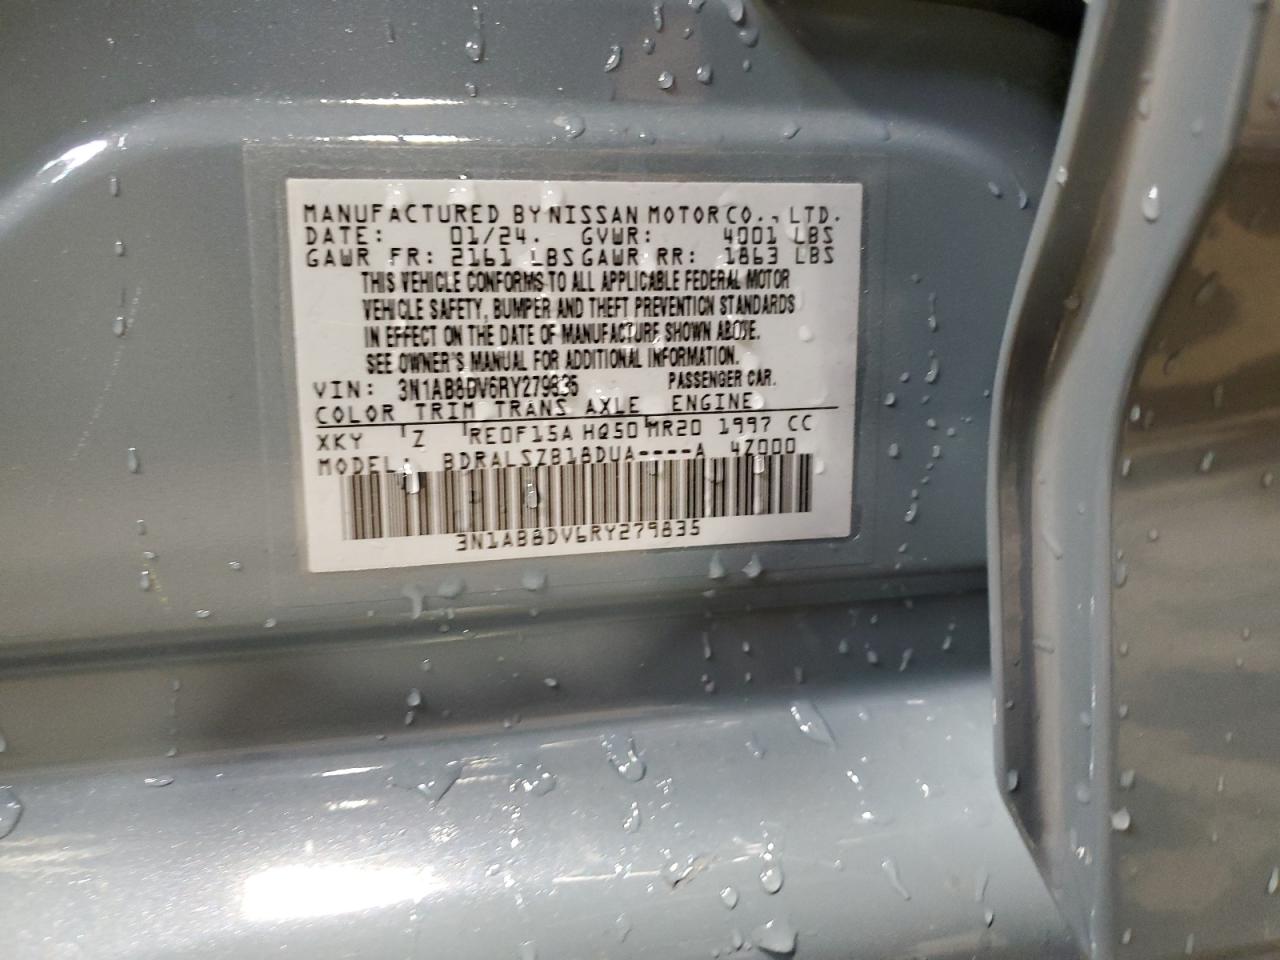 MANUFACTURED BY NISSAN MOTOR CO., LTD.
DATE: 01/24. GVWR: 4001 LBS
GAWR FR: 2161 LBS GAWR RR: 1863 LBS
THIS VEHICLE CONFORMS TO ALL APPLICABLE FEDERAL MOTOR
VEHICLE SAFETY, BUMPER AND THEFT PREVENTION STANDARDS
IN EFFECT ON THE DATE OF MANUFACTURE SHOWN ABOVE.
SEE OWNER'S MANUAL FOR ADDITIONAL INFORMATION.
VIN: 3N1AB8DV6RY279835 PASSENGER CAR.
COLOR TRIM TRANS AXLE ENGINE
XKY Z RE0F15A HQ50 MR20 1997 CC
MODEL: BDRALSZB18DUA----A 4Z000
3N1AB8DV6RY279835